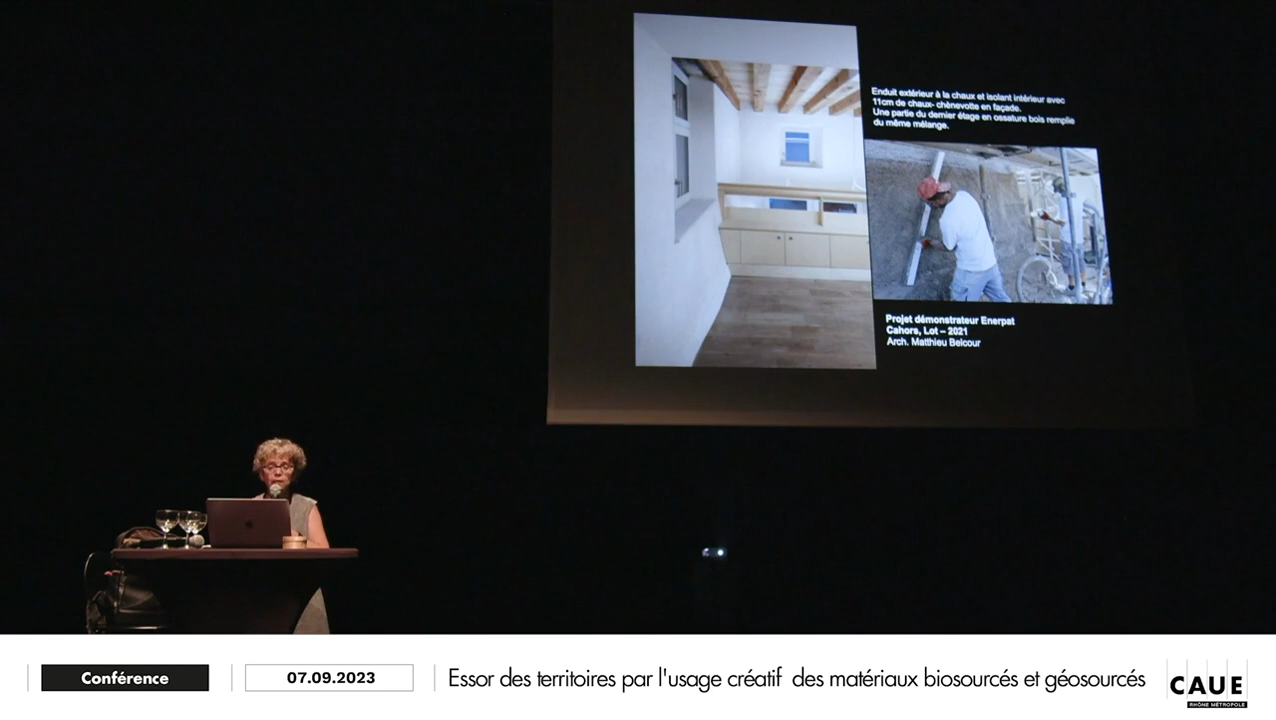 Enduit extérieur à la chaux et isolant intérieur avec
11cm de chaux- chènevotte en façade.
Une partie du dernier étage en ossature bois remplie
du même mélange.
Projet démonstrateur Enerpat
Cahors, Lot – 2021
Arch. Matthieu Belcour
Conférence
07.09.2023
Essor des territoires par l'usage créatif des matériaux biosourcés et géosourcés
CAUE
RHÔNE MÉTROPOLE